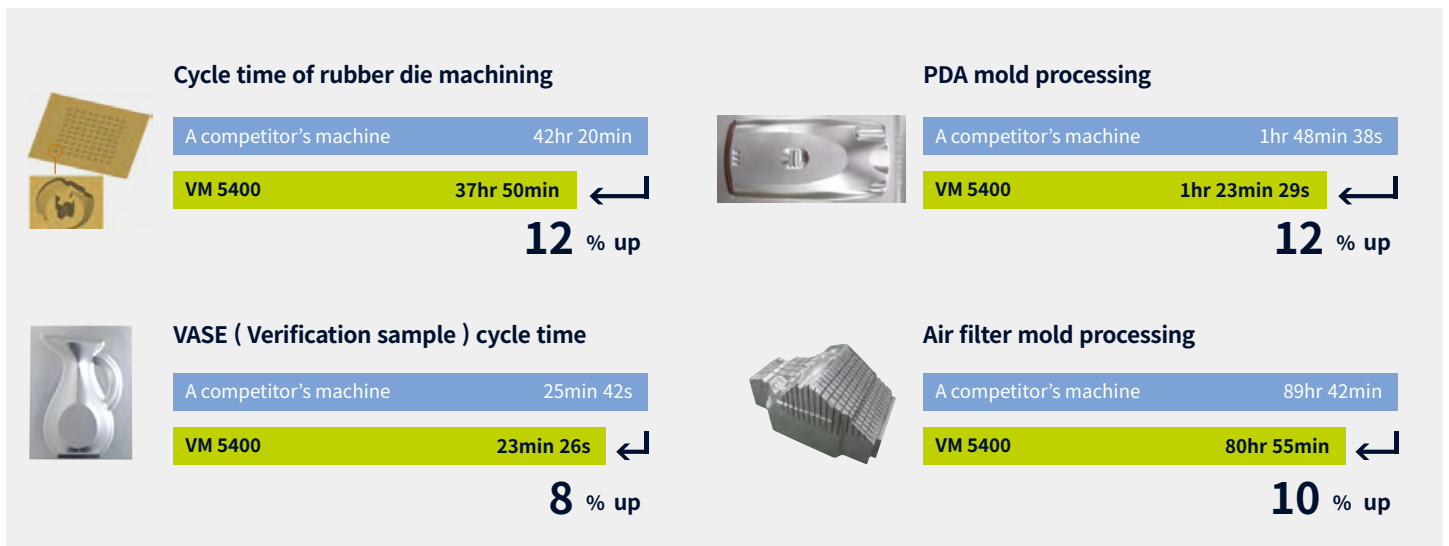 Cycle time of rubber die machining
A competitor’s machine 42hr 20min
VM 5400 37hr 50min
12 % up
PDA mold processing
A competitor’s machine 1hr 48min 38s
VM 5400 1hr 23min 29s
12 % up
VASE ( Verification sample ) cycle time
A competitor’s machine 25min 42s
VM 5400 23min 26s
8 % up
Air filter mold processing
A competitor’s machine 89hr 42min
VM 5400 80hr 55min
10 % up